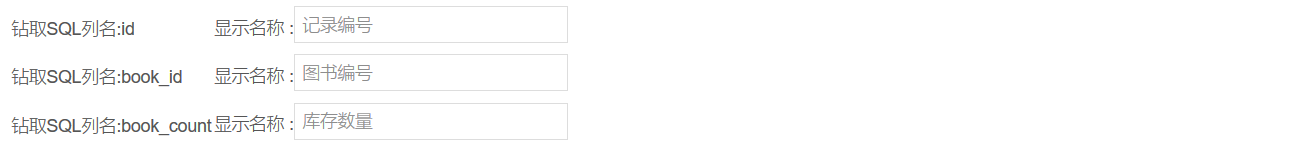 钻取SQL列名:id 显示名称 : 记录编号
钻取SQL列名:book_id 显示名称 : 图书编号
钻取SQL列名:book_count 显示名称 : 库存数量